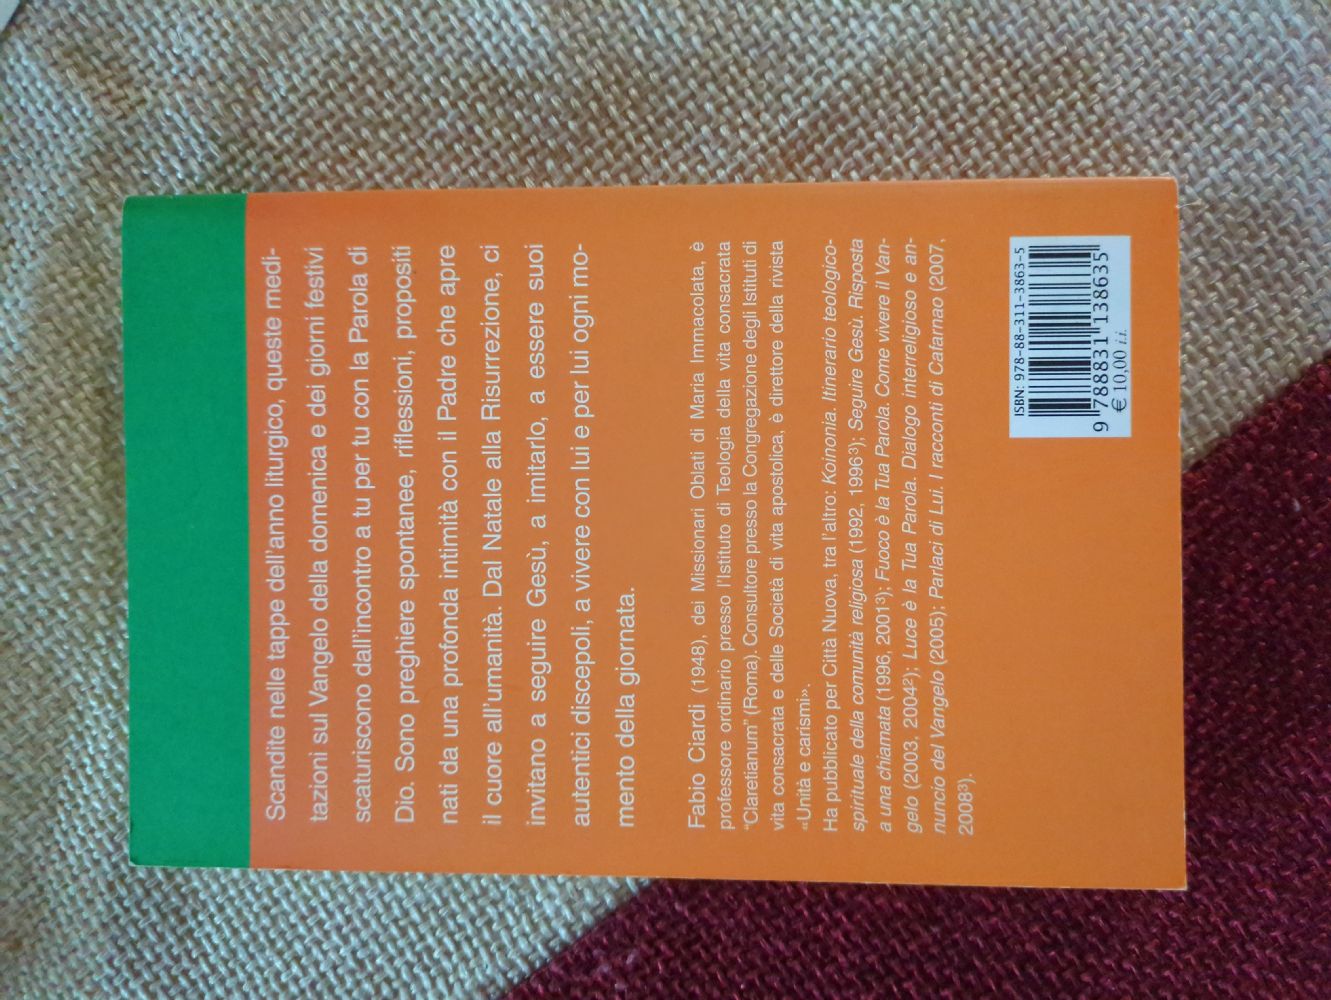 Scandite nelle tappe dell'anno liturgico, queste medi-
tazioni sul Vangelo della domenica e dei giorni festivi
scaturiscono dall'incontro a tu per tu con la Parola di
Dio. Sono preghiere spontanee, riflessioni, propositi
nati da una profonda intimità con il Padre che apre
il cuore all'umanità. Dal Natale alla Risurrezione, ci
invitano a seguire Gesù, a imitarlo, a essere suoi
autentici discepoli, a vivere con lui e per lui ogni mo-
mento della giornata.
Fabio Ciardi (1948), dei Missionari Oblati di Maria Immacolata, è
professore ordinario presso l'Istituto di Teologia della vita consacrata
"Claretianum" (Roma). Consultore presso la Congregazione degli Istituti di
vita consacrata e delle Società di vita apostolica, è direttore della rivista
«Unità e carismi».
Ha pubblicato per Città Nuova, tra l'altro: Koinonia. Itinerario teologico-
spirituale della comunità religiosa (1992, 1996³); Seguire Gesù. Risposta
a una chiamata (1996, 2001³); Fuoco è la Tua Parola. Come vivere il Van-
gelo (2003, 2004²); Luce è la Tua Parola. Dialogo interreligioso e an-
nuncio del Vangelo (2005); Parlaci di Lui. I racconti di Cafarnao (2007,
2008³).
ISBN: 978-88-311-3863-5
9 788831 138635
€ 10,00 i.i.